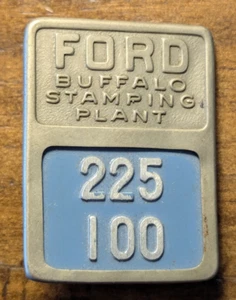 FORD
BUFFALO
STAMPING
PLANT
225
100